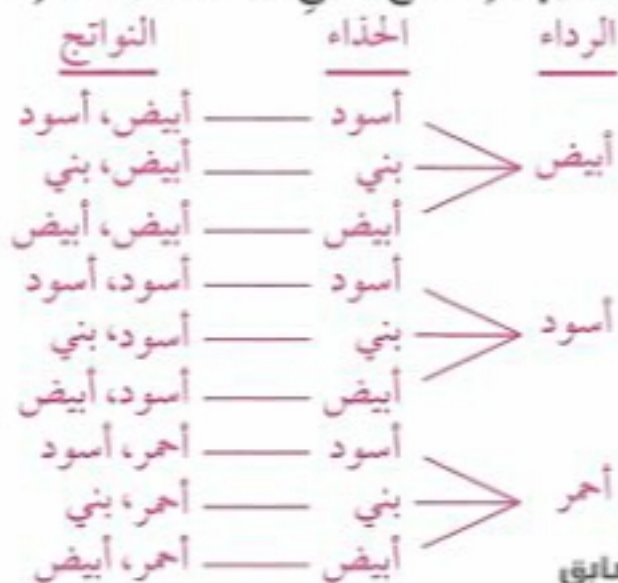 الرداء الحذاء النواتج
أسود أبيض، أسود
أبيض بني أبيض، بني
أبيض أبيض، أبيض
أسود أسود، أسود
أسود بني أسود، بني
أبيض أسود، أبيض
أسود أحمر، أسود
أحمر بني أحمر، بني
أبيض أحمر، أبيض